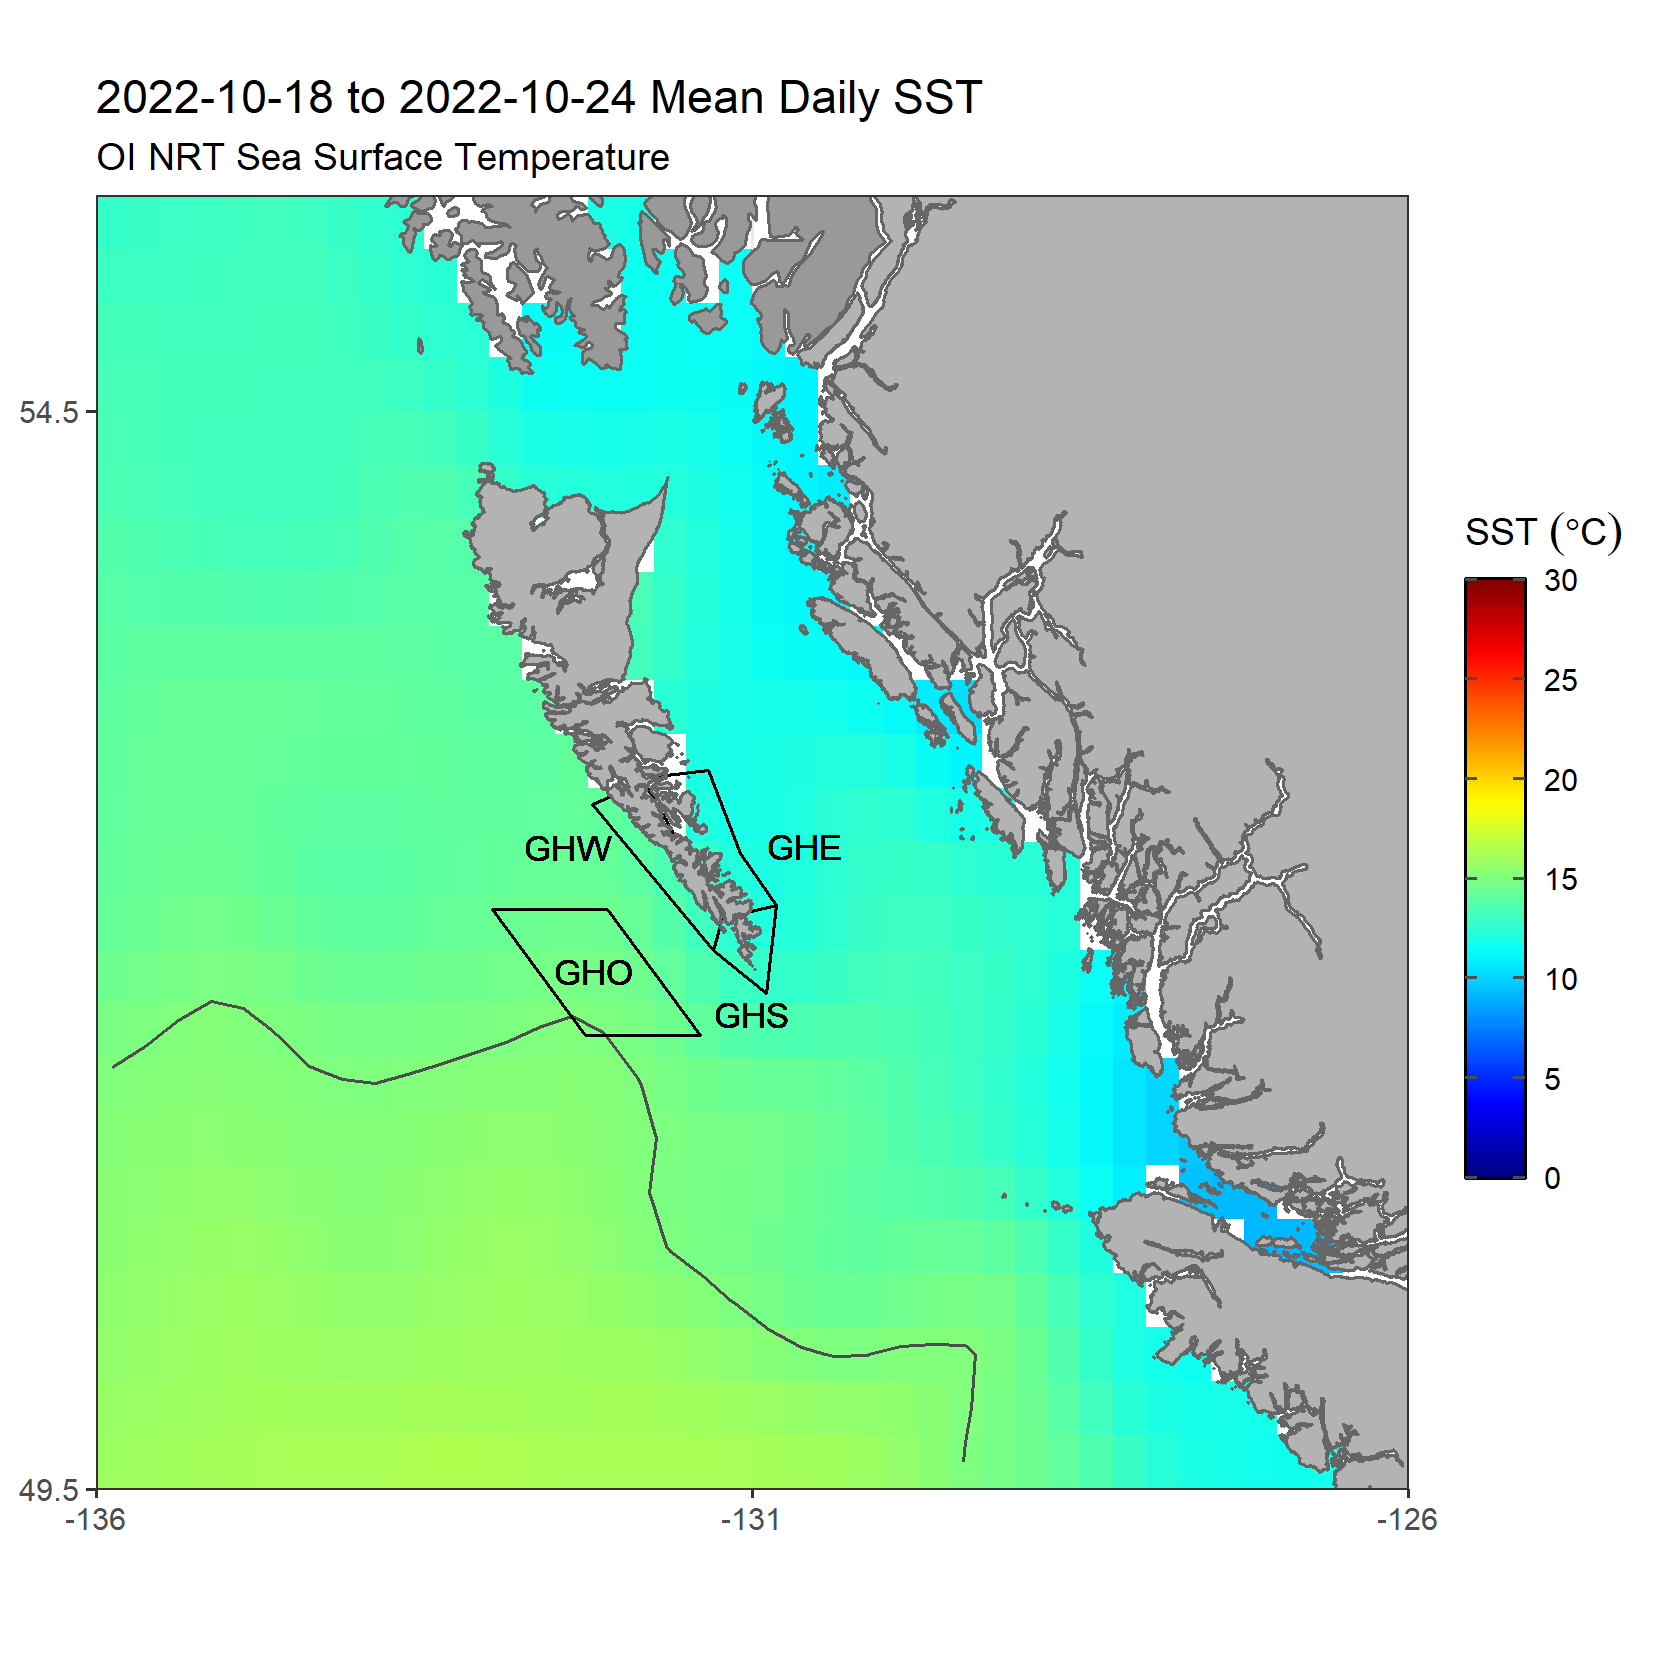 2022-10-18 to 2022-10-24 Mean Daily SST
OI NRT Sea Surface Temperature
54.5
49.5
-136
-131
-126
GHW
GHE
GHO
GHS
SST (°C)
30
25
20
15
10
5
0